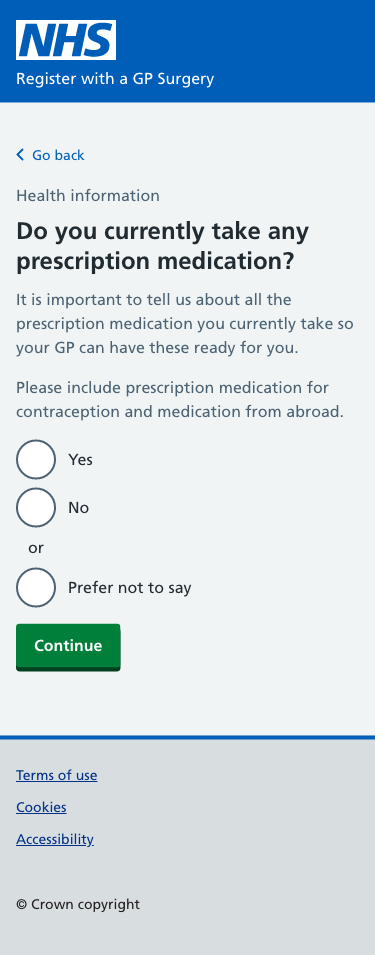 NHS
Register with a GP Surgery
Go back
Health information
Do you currently take any
prescription medication?
It is important to tell us about all the
prescription medication you currently take so
your GP can have these ready for you.
Please include prescription medication for
contraception and medication from abroad.
Yes
No
or
Prefer not to say
Continue
Terms of use
Cookies
Accessibility
© Crown copyright